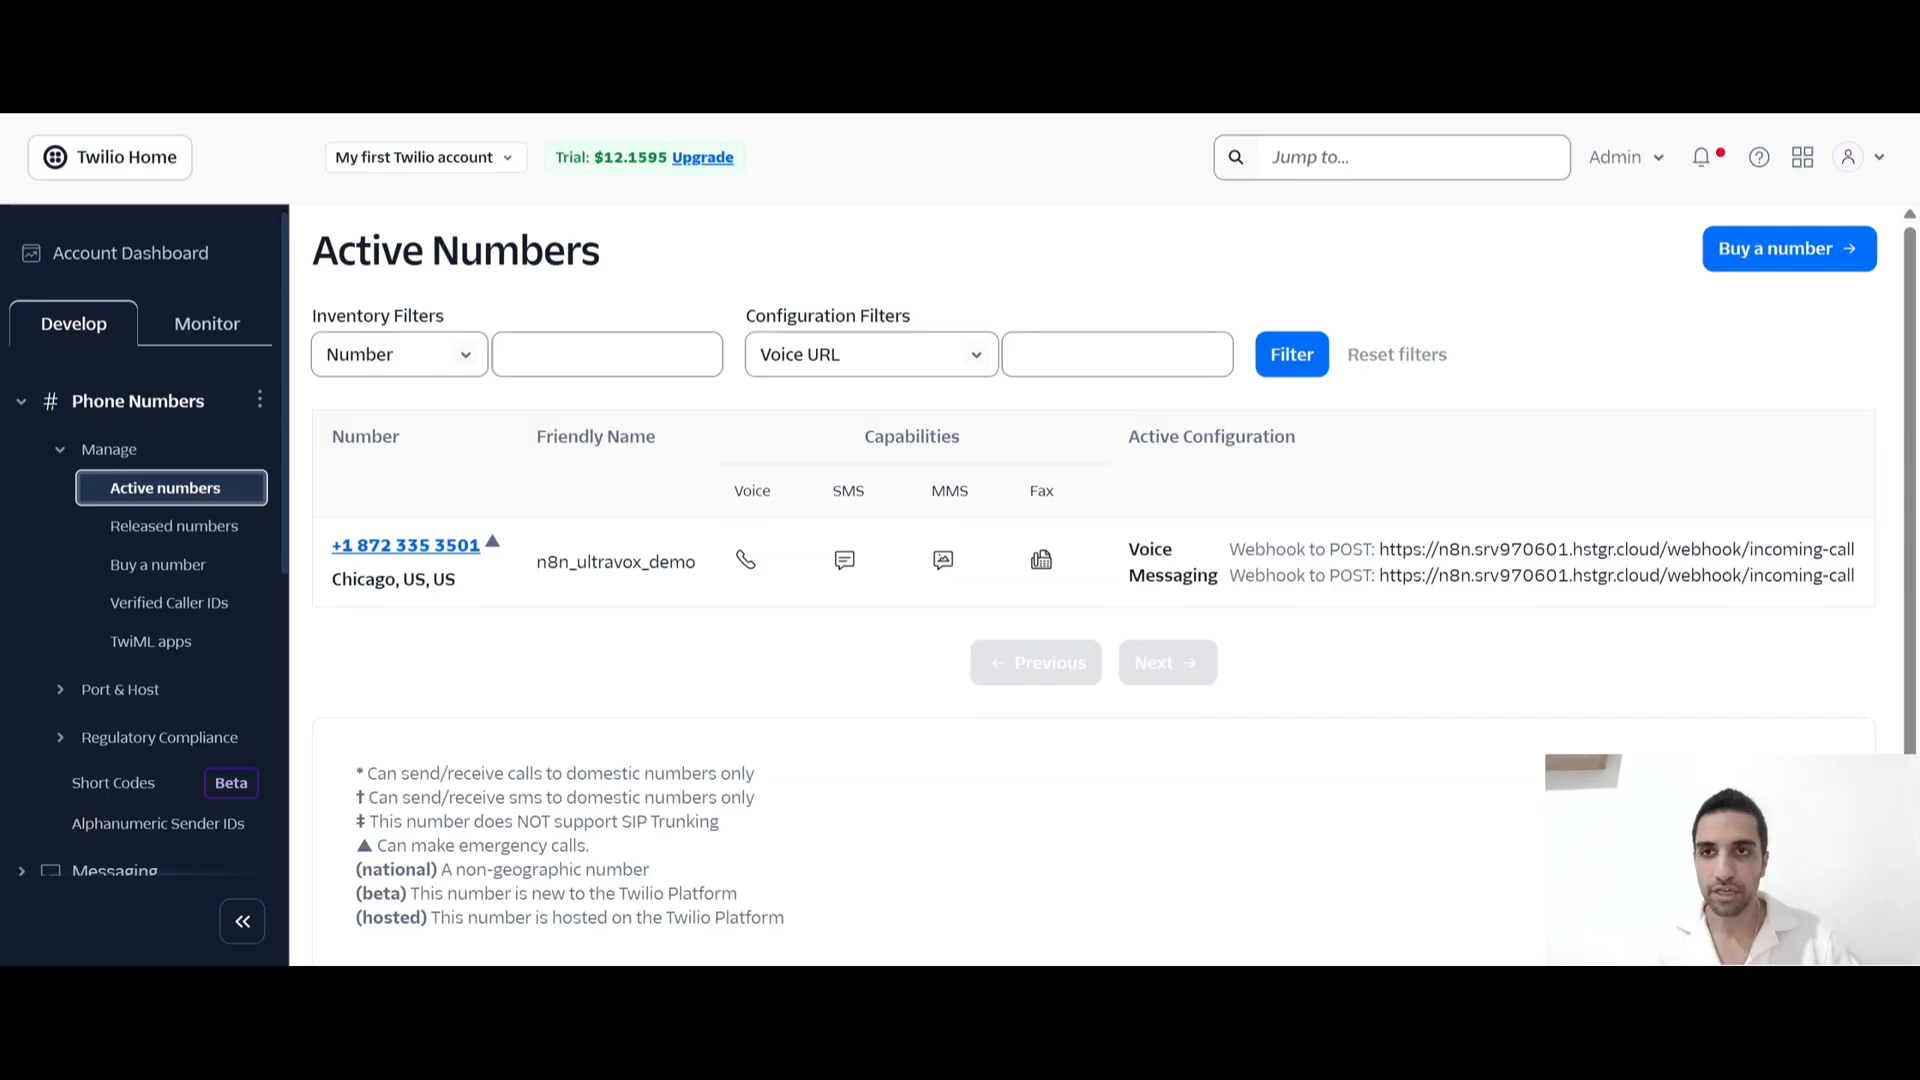 Twilio Home
My first Twilio account
Trial: $12.1595 Upgrade
Jump to...
Admin
Account Dashboard
Develop
Monitor
# Phone Numbers
Manage
Active numbers
Released numbers
Buy a number
Verified Caller IDs
TwiML apps
Port & Host
Regulatory Compliance
Short Codes Beta
Alphanumeric Sender IDs
Messaging
Active Numbers
Buy a number →
Inventory Filters
Number
Configuration Filters
Voice URL
Filter
Reset filters
Number Friendly Name Capabilities Active Configuration
Voice SMS MMS Fax
+1 872 335 3501 ▲
Chicago, US, US
n8n_ultravox_demo
Voice Webhook to POST: https://n8n.srv970601.hstgr.cloud/webhook/incoming-call
Messaging Webhook to POST: https://n8n.srv970601.hstgr.cloud/webhook/incoming-call
← Previous
Next →
* Can send/receive calls to domestic numbers only
† Can send/receive sms to domestic numbers only
‡ This number does NOT support SIP Trunking
▲ Can make emergency calls.
(national) A non-geographic number
(beta) This number is new to the Twilio Platform
(hosted) This number is hosted on the Twilio Platform